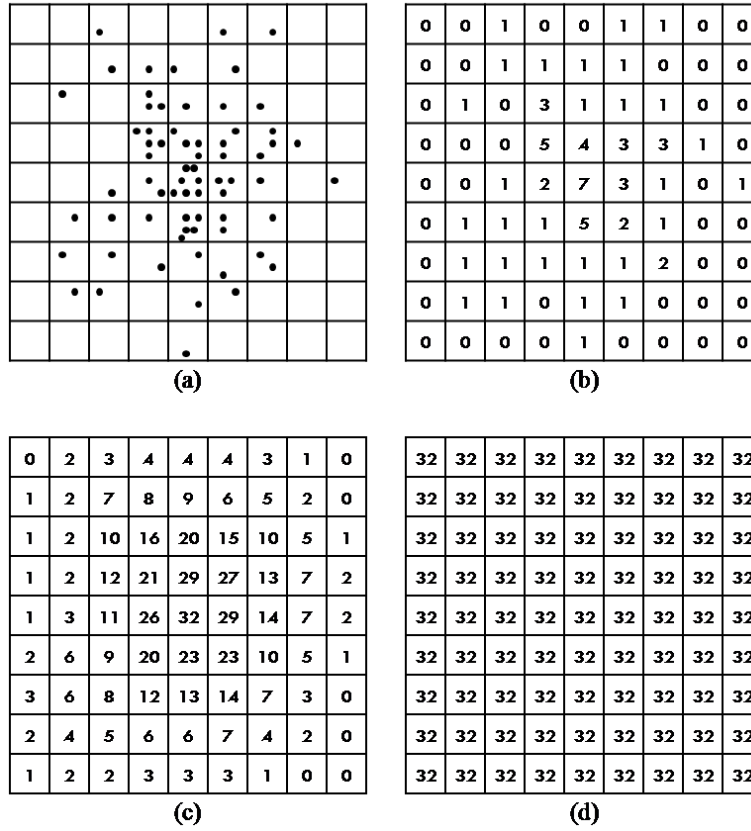 0 0 1 0 0 1 1 0 0
0 0 1 1 1 1 0 0 0
0 1 0 3 1 1 1 0 0
0 0 0 5 4 3 3 1 0
0 0 1 2 7 3 1 0 1
0 1 1 1 5 2 1 0 0
0 1 1 1 1 1 2 0 0
0 1 1 0 1 1 0 0 0
0 0 0 0 1 0 0 0 0
(a) (b)
0 2 3 4 4 4 3 1 0 32 32 32 32 32 32 32 32 32
1 2 7 8 9 6 5 2 0 32 32 32 32 32 32 32 32 32
1 2 10 16 20 15 10 5 1 32 32 32 32 32 32 32 32 32
1 2 12 21 29 27 13 7 2 32 32 32 32 32 32 32 32 32
1 3 11 26 32 29 14 7 2 32 32 32 32 32 32 32 32 32
2 6 9 20 23 23 10 5 1 32 32 32 32 32 32 32 32 32
3 6 8 12 13 14 7 3 0 32 32 32 32 32 32 32 32 32
2 4 5 6 6 7 4 2 0 32 32 32 32 32 32 32 32 32
1 2 2 3 3 3 1 0 0 32 32 32 32 32 32 32 32 32
(c) (d)